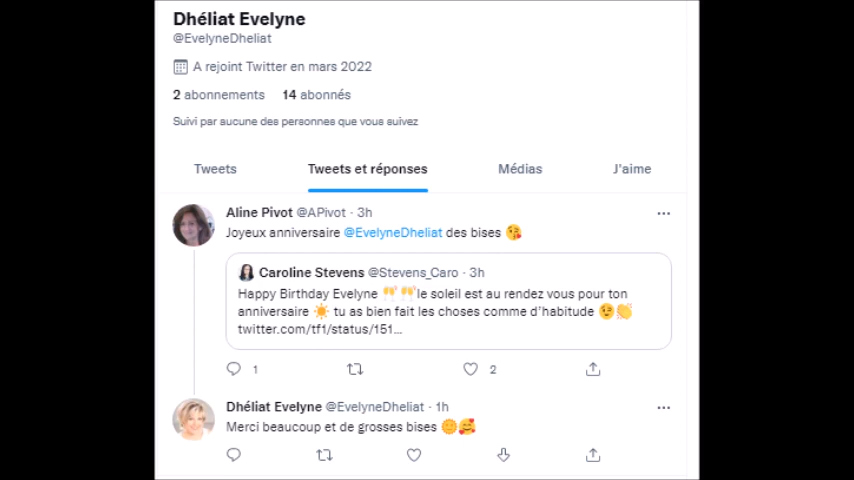 Dhéliat Evelyne
@EvelyneDheliat
A rejoint Twitter en mars 2022
2 abonnements 14 abonnés
Suivi par aucune des personnes que vous suivez
Tweets Tweets et réponses Médias J'aime
Aline Pivot @APivot · 3h
Joyeux anniversaire @EvelyneDheliat des bises 😘
Caroline Stevens @Stevens_Caro · 3h
Happy Birthday Evelyne 🥂🥂le soleil est au rendez vous pour ton
anniversaire ☀️ tu as bien fait les choses comme d'habitude 😉👏
twitter.com/tf1/status/151...
1 2
Dhéliat Evelyne @EvelyneDheliat · 1h
Merci beaucoup et de grosses bises 🌞🥰